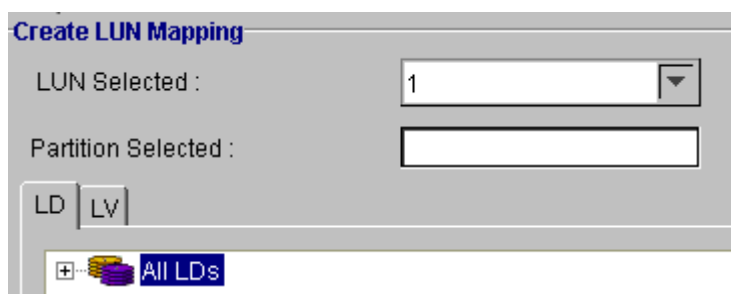 Create LUN Mapping
LUN Selected :
1
Partition Selected :
LD LV
All LDs